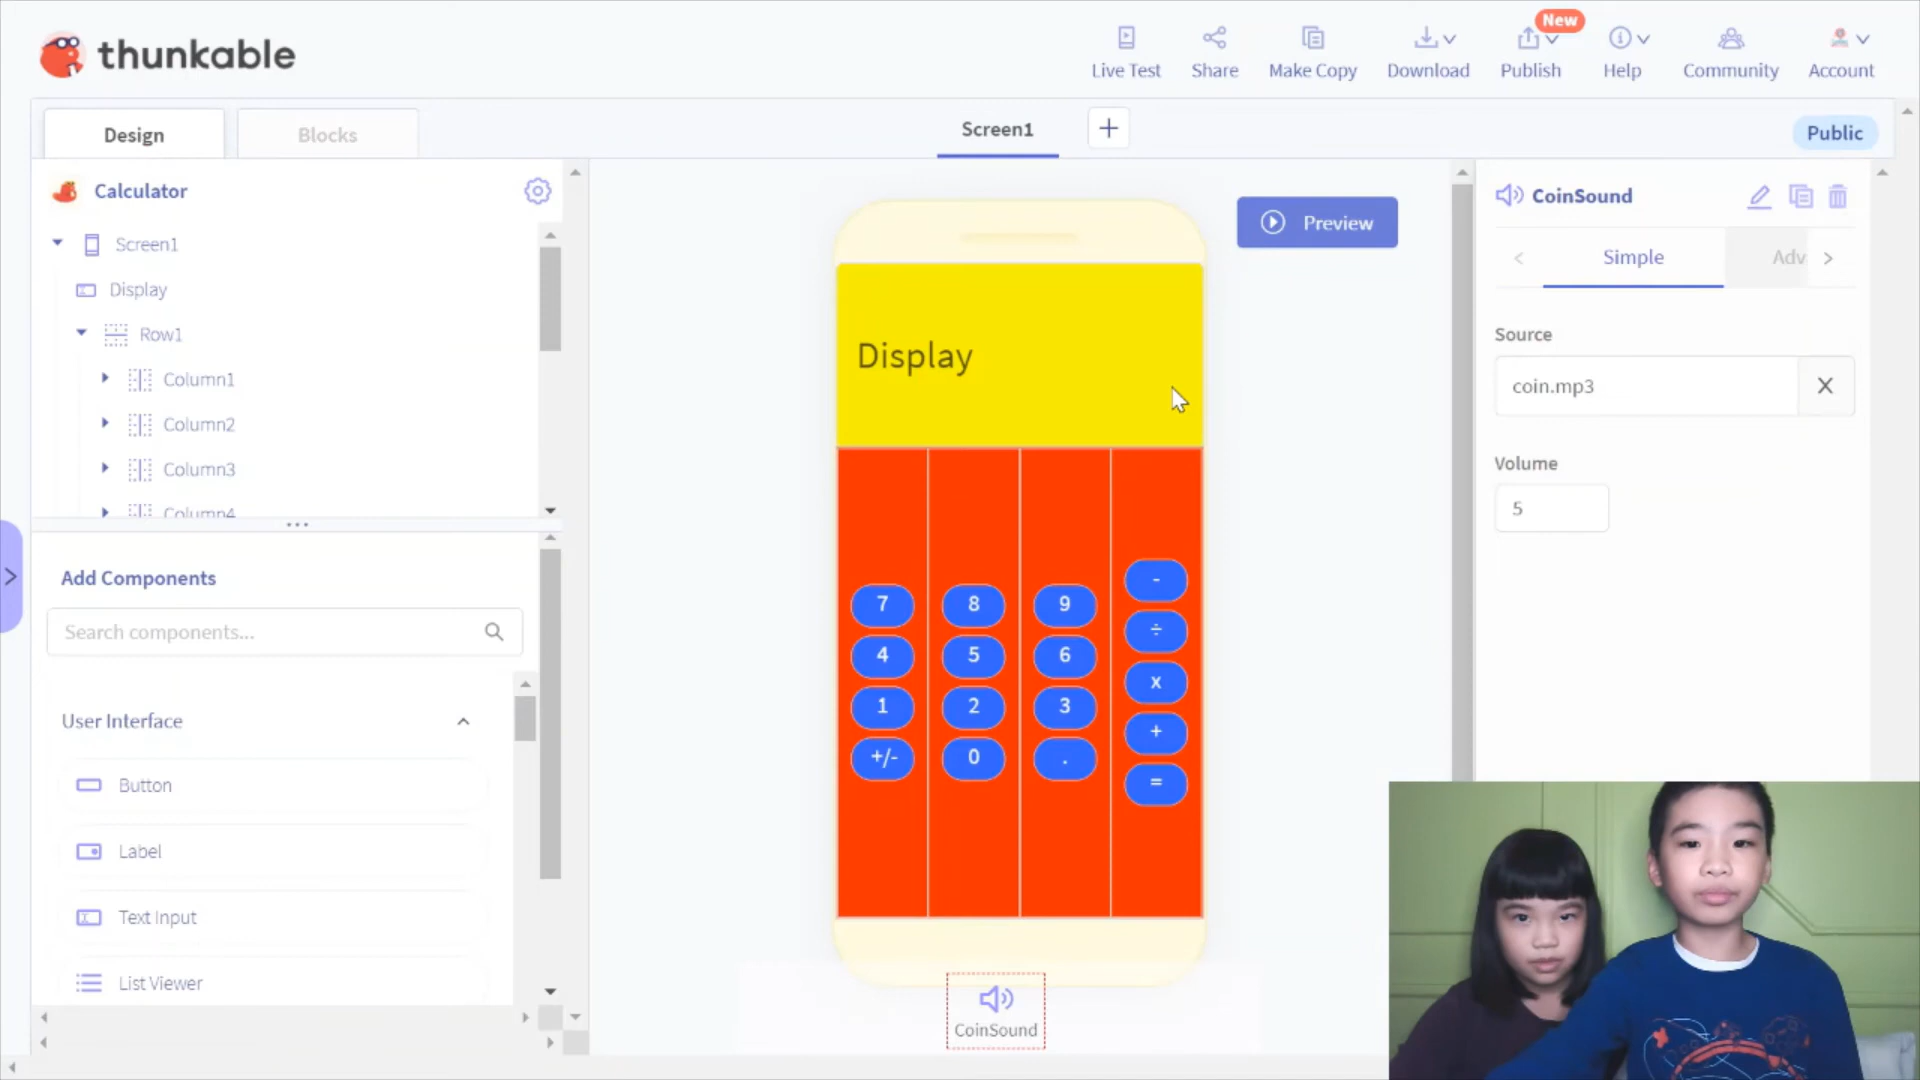 thunkable
New
Live Test
Share
Make Copy
Download
Publish
Help
Community
Account
Design
Blocks
Screen1
+
Public
Calculator
Screen1
Display
Row1
Column1
Column2
Column3
Column4
Add Components
Search components...
User Interface
Button
Label
Text Input
List Viewer
Preview
Display
7 8 9 -
4 5 6 ÷
1 2 3 x
+/- 0 . +
=
CoinSound
CoinSound
Simple
Adv
Source
coin.mp3
X
Volume
5